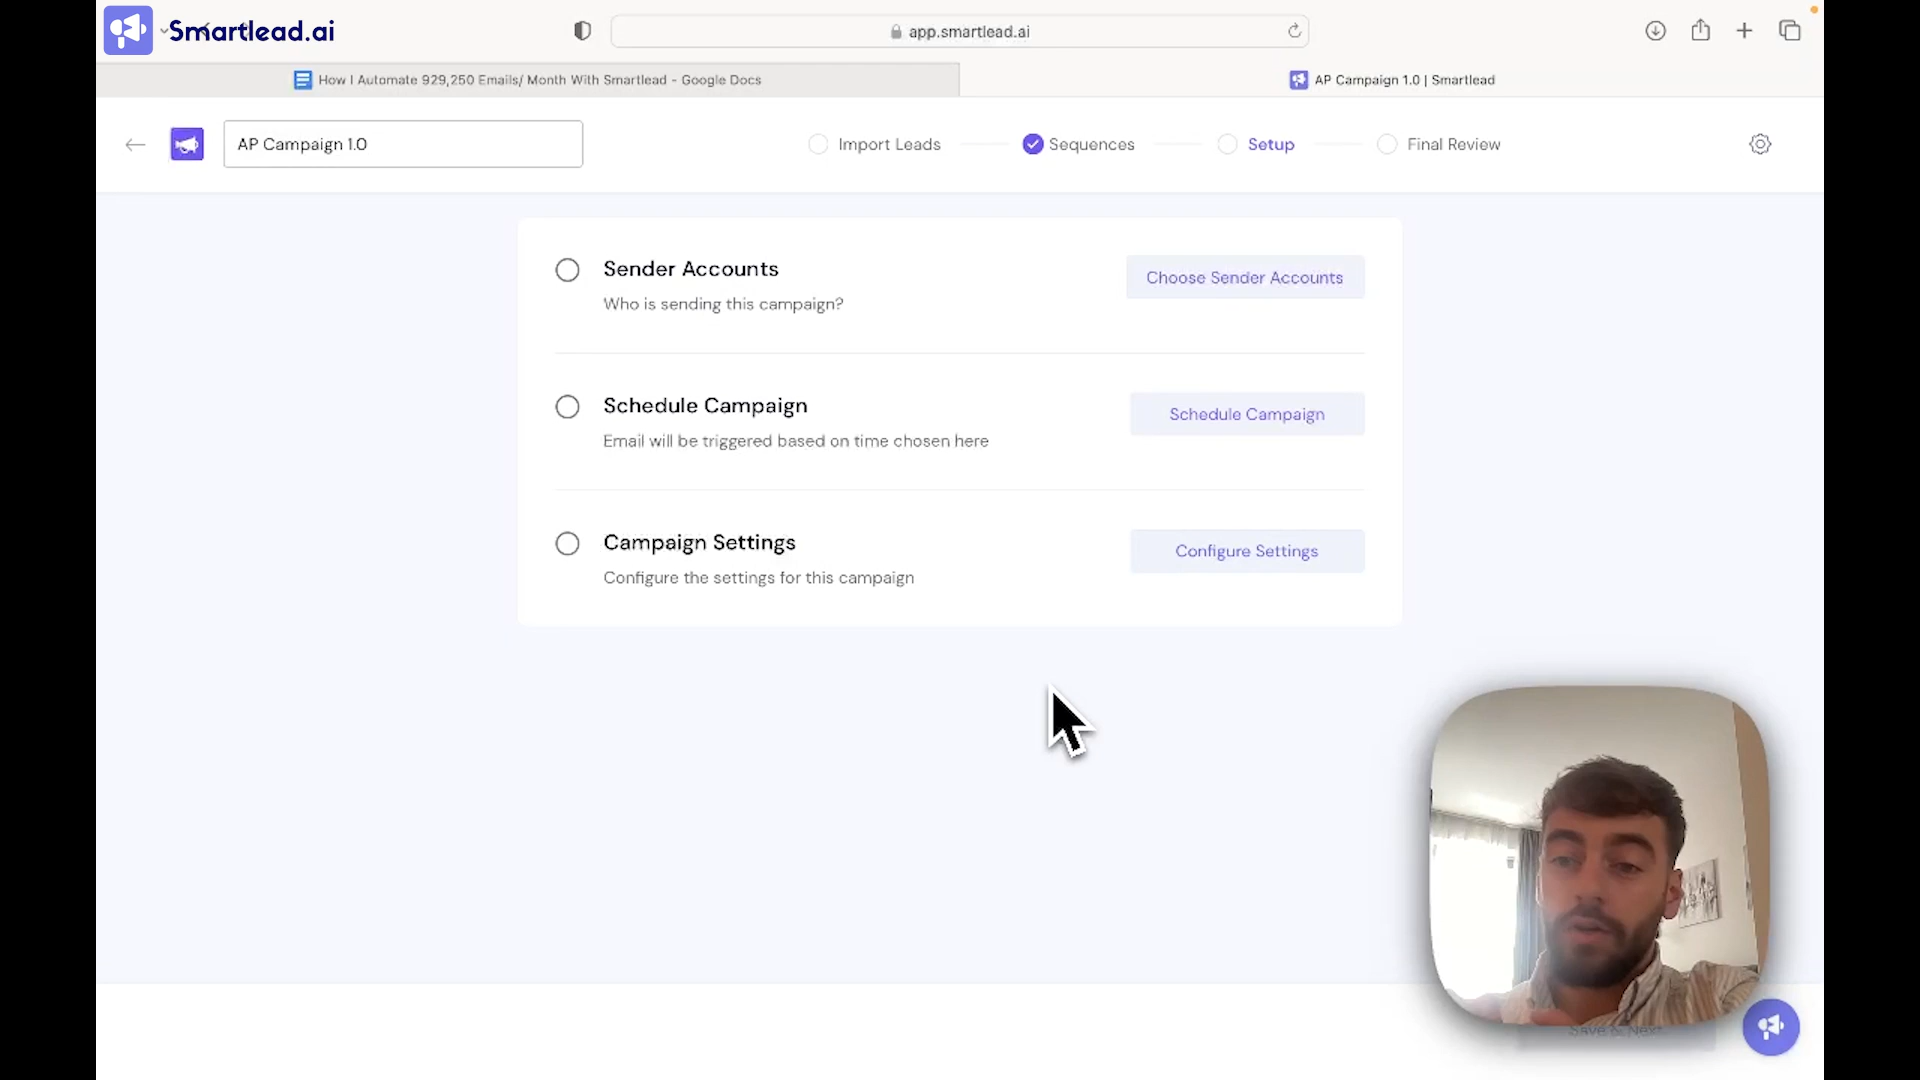 Smartlead.ai
app.smartlead.ai
How I Automate 929,250 Emails/ Month With Smartlead - Google Docs
AP Campaign 1.0 | Smartlead
AP Campaign 1.0
Import Leads
Sequences
Setup
Final Review
Sender Accounts
Who is sending this campaign?
Choose Sender Accounts
Schedule Campaign
Email will be triggered based on time chosen here
Schedule Campaign
Campaign Settings
Configure the settings for this campaign
Configure Settings
Save & Next